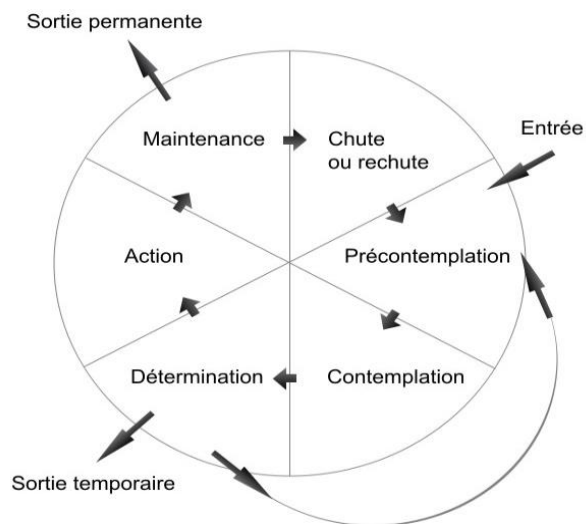 Sortie permanente
Entrée
Maintenance
Chute
ou rechute
Action
Précontemplation
Détermination
Contemplation
Sortie temporaire